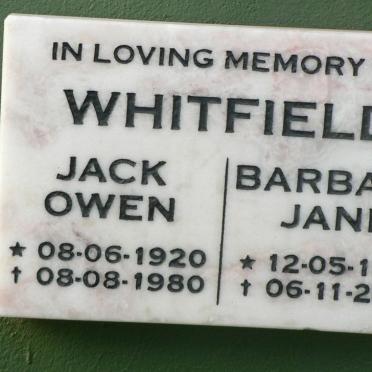 IN LOVING MEMORY
WHITFIELD
JACK
OWEN
★ 08-06-1920
† 08-08-1980
BARBA
JAN
★ 12-05-1
† 06-11-2